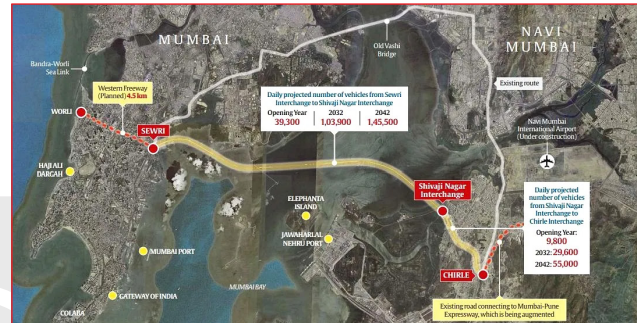 MUMBAI
NAVI
MUMBAI
Old Vashi
Bridge
Bandra-Worli
Sea Link
Western Freeway
(Planned) 4.5 km
Existing route
Daily projected number of vehicles from Sewri
Interchange to Shivaji Nagar Interchange
Opening Year 2032 2042
39,300 1,03,900 1,45,500
WORLI
SEWRI
Navi Mumbai
International Airport
(Under construction)
HAJI ALI
DARGAH
Shivaji Nagar
Interchange
Daily projected
number of vehicles
from Shivaji Nagar
Interchange to
Chirle Interchange
Opening Year:
9,800
2032: 29,600
2042: 55,000
ELEPHANTA
ISLAND
JAWAHARLAL
NEHRU PORT
MUMBAI PORT
CHIRLE
MUMBAI BAY
GATEWAY OF INDIA
COLABA
Existing road connecting to Mumbai-Pune
Expressway, which is being augmented